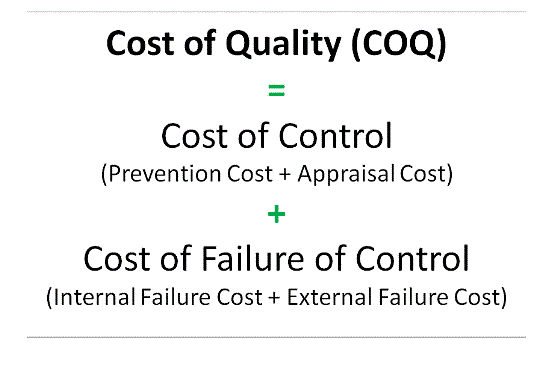 Cost of Quality (COQ)
=
Cost of Control
(Prevention Cost + Appraisal Cost)
+
Cost of Failure of Control
(Internal Failure Cost + External Failure Cost)